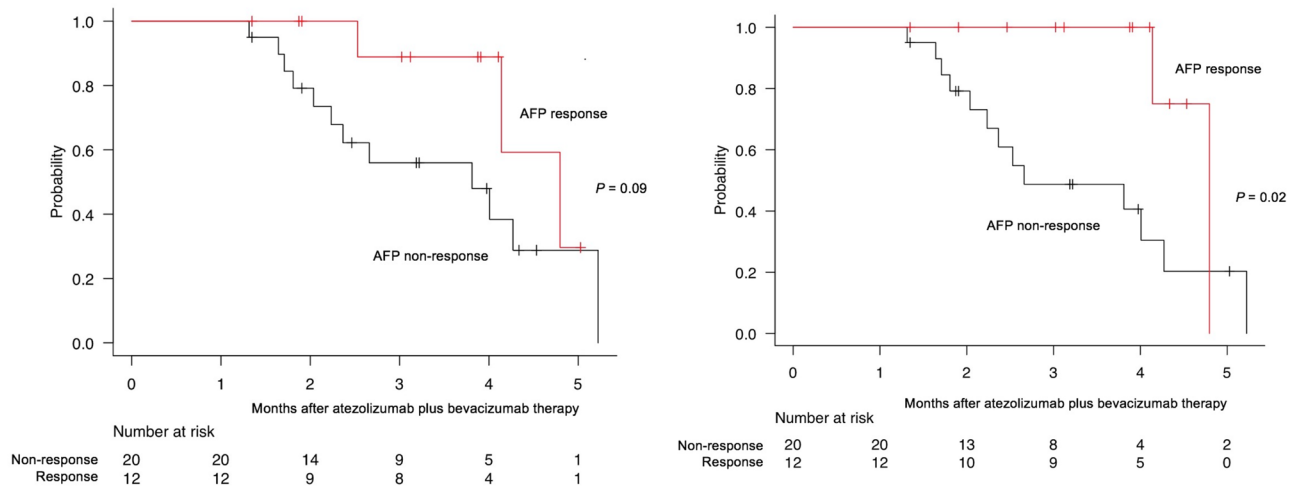 1.0
0.8
0.6
0.4
0.2
0.0
Probability
AFP response
P = 0.09
AFP non-response
0 1 2 3 4 5
Months after atezolizumab plus bevacizumab therapy
Number at risk
Non-response 20 20 14 9 5 1
Response 12 12 9 8 4 1
1.0
0.8
0.6
0.4
0.2
0.0
Probability
AFP response
P = 0.02
AFP non-response
0 1 2 3 4 5
Months after atezolizumab plus bevacizumab therapy
Number at risk
Non-response 20 20 13 8 4 2
Response 12 12 10 9 5 0